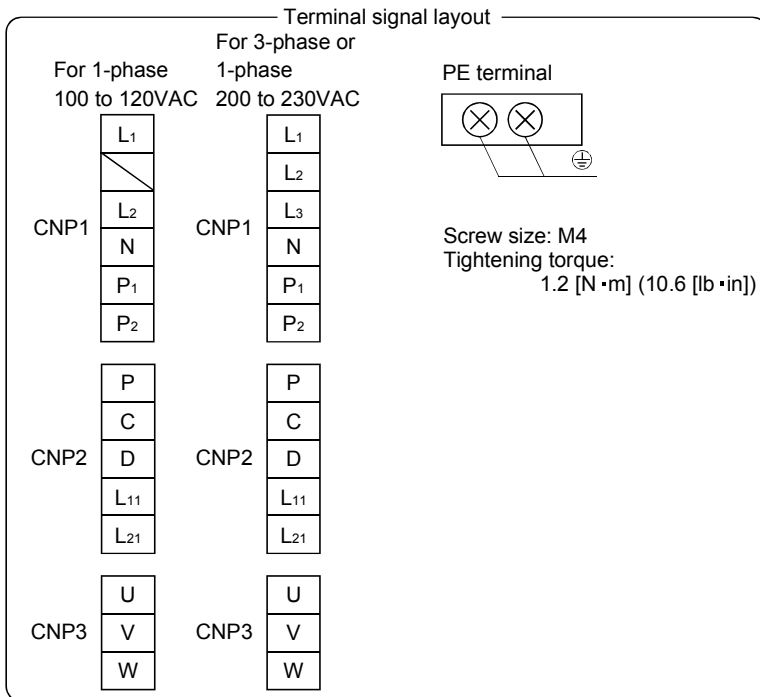 Terminal signal layout
For 1-phase
100 to 120VAC
For 3-phase or
1-phase
200 to 230VAC
PE terminal
CNP1
L1
L2
N
P1
P2
CNP1
L1
L2
L3
N
P1
P2
Screw size: M4
Tightening torque:
1.2 [N▪m] (10.6 [lb▪in])
CNP2
P
C
D
L11
L21
CNP2
P
C
D
L11
L21
CNP3
U
V
W
CNP3
U
V
W